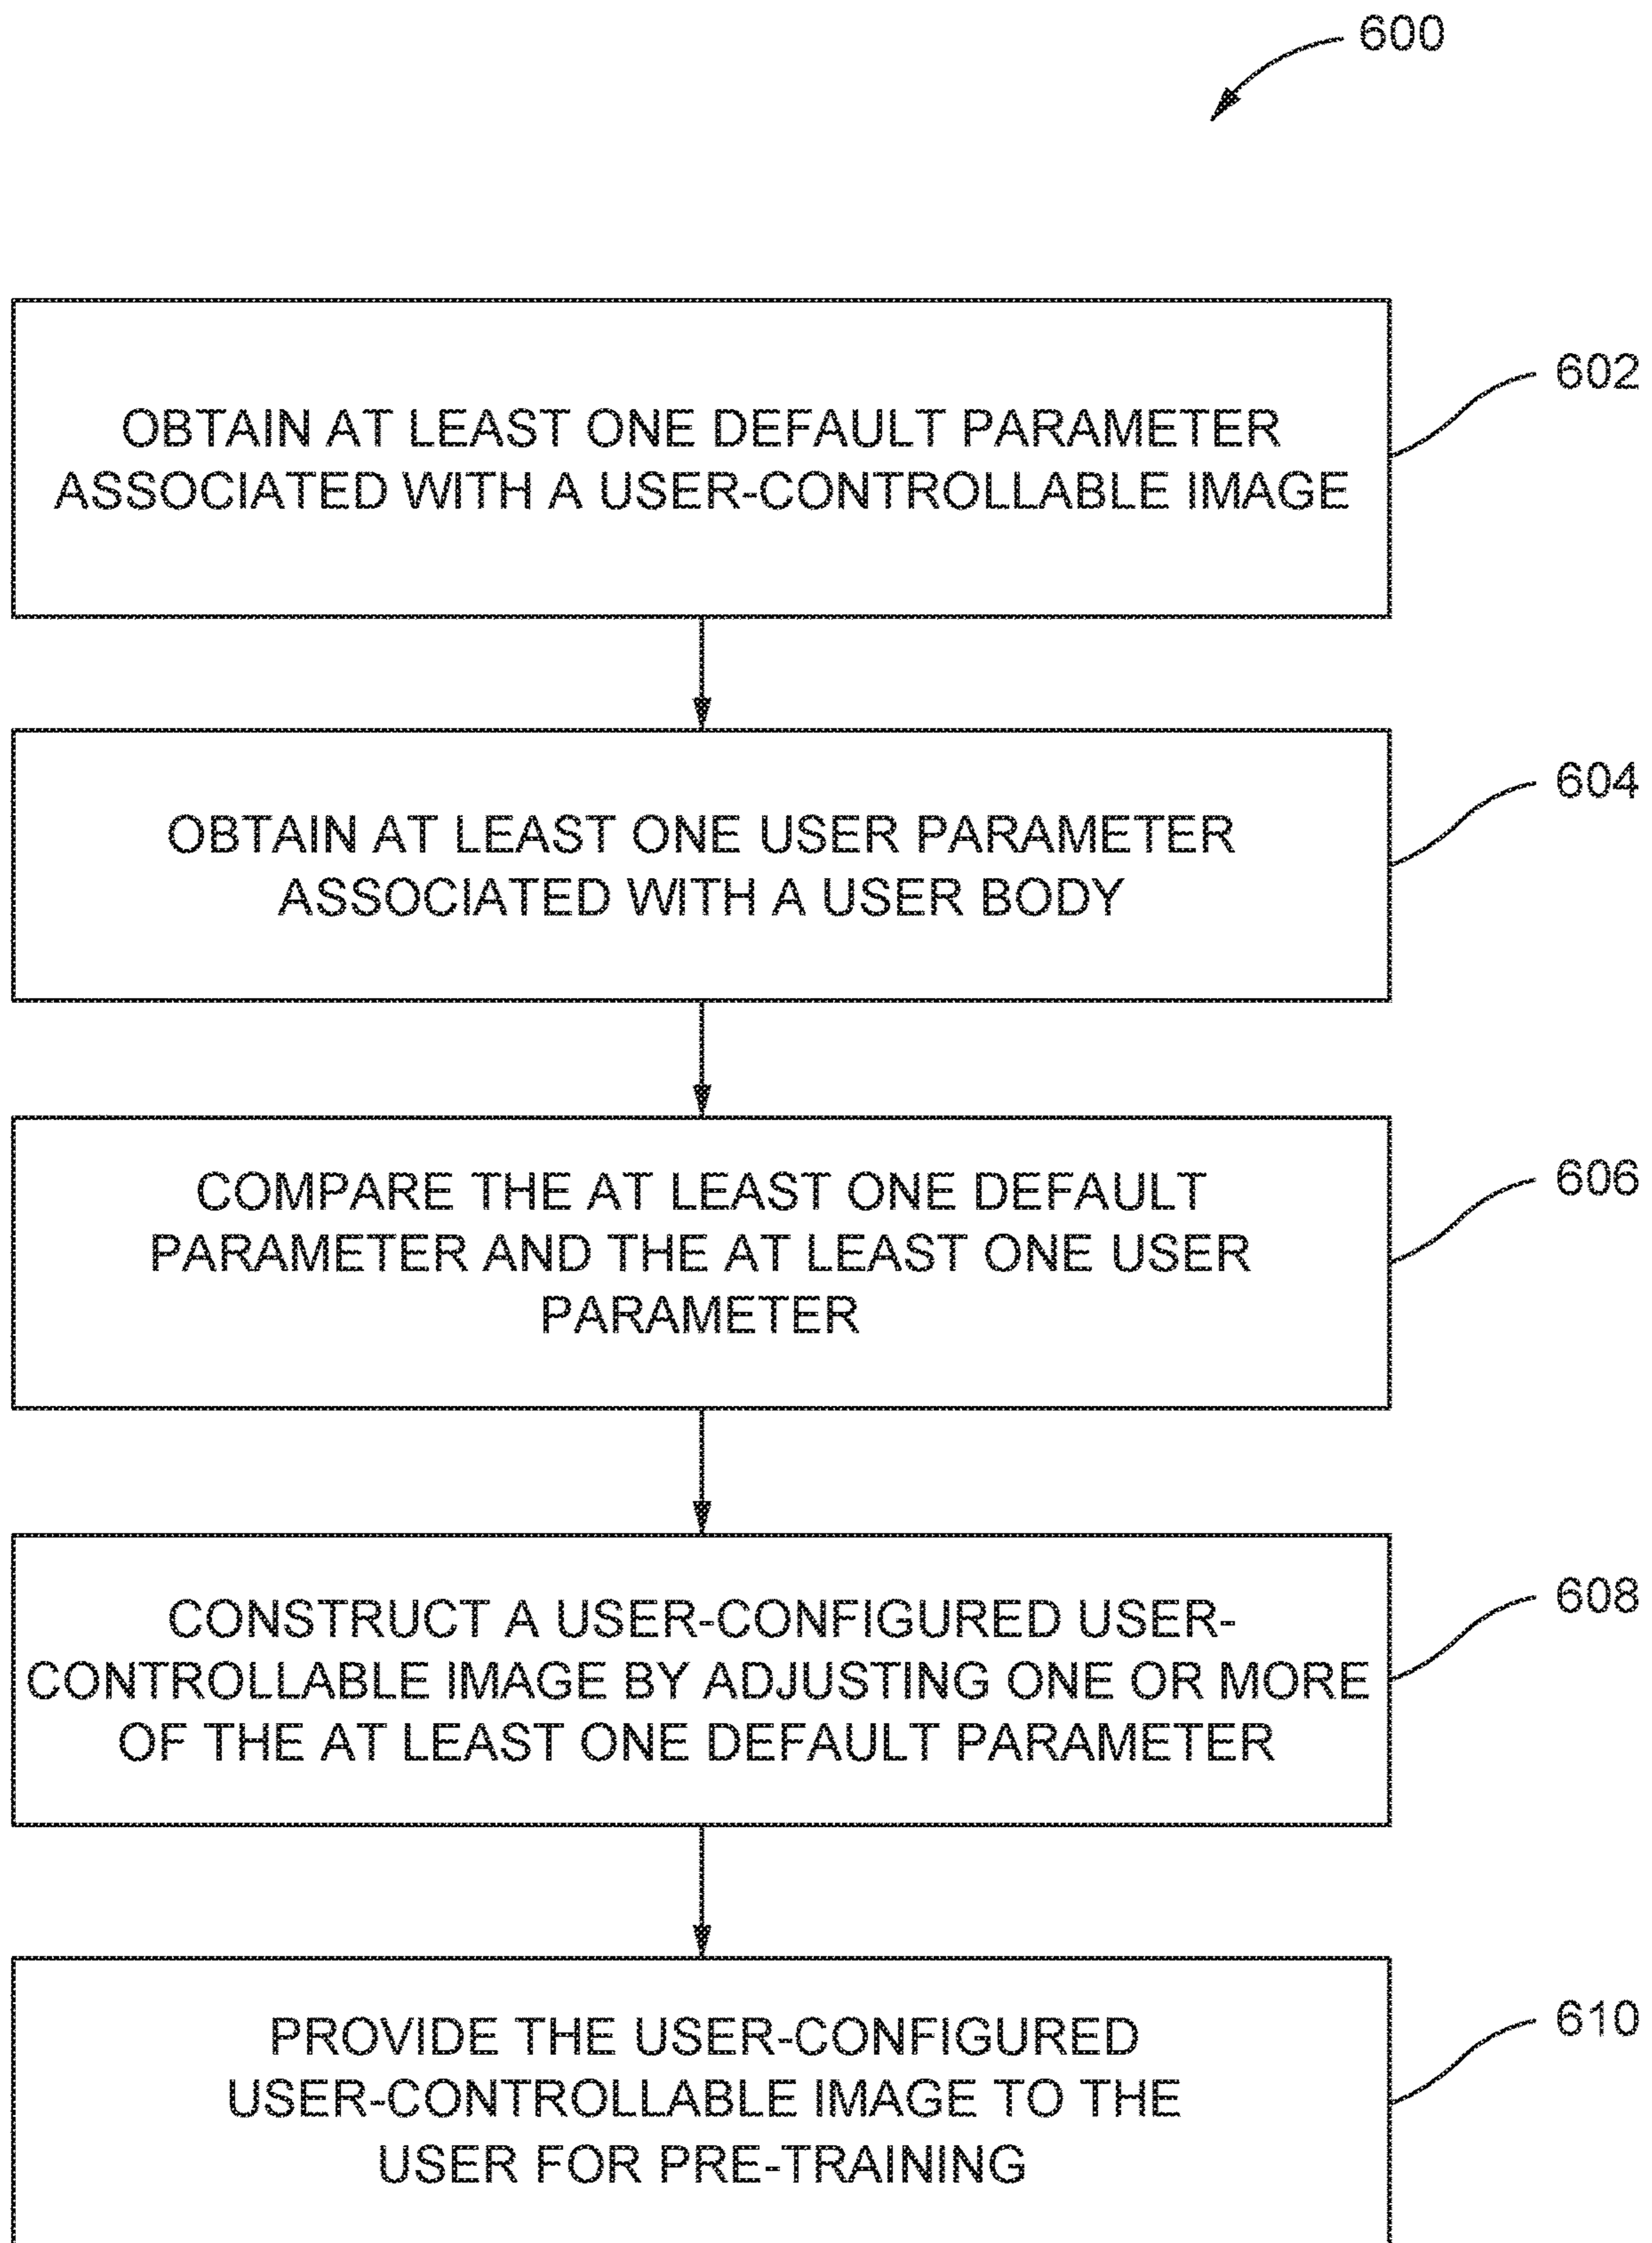 600
OBTAIN AT LEAST ONE DEFAULT PARAMETER
ASSOCIATED WITH A USER-CONTROLLABLE IMAGE
602
OBTAIN AT LEAST ONE USER PARAMETER
ASSOCIATED WITH A USER BODY
604
COMPARE THE AT LEAST ONE DEFAULT
PARAMETER AND THE AT LEAST ONE USER
PARAMETER
606
CONSTRUCT A USER-CONFIGURED USER-
CONTROLLABLE IMAGE BY ADJUSTING ONE OR MORE
OF THE AT LEAST ONE DEFAULT PARAMETER
608
PROVIDE THE USER-CONFIGURED
USER-CONTROLLABLE IMAGE TO THE
USER FOR PRE-TRAINING
610